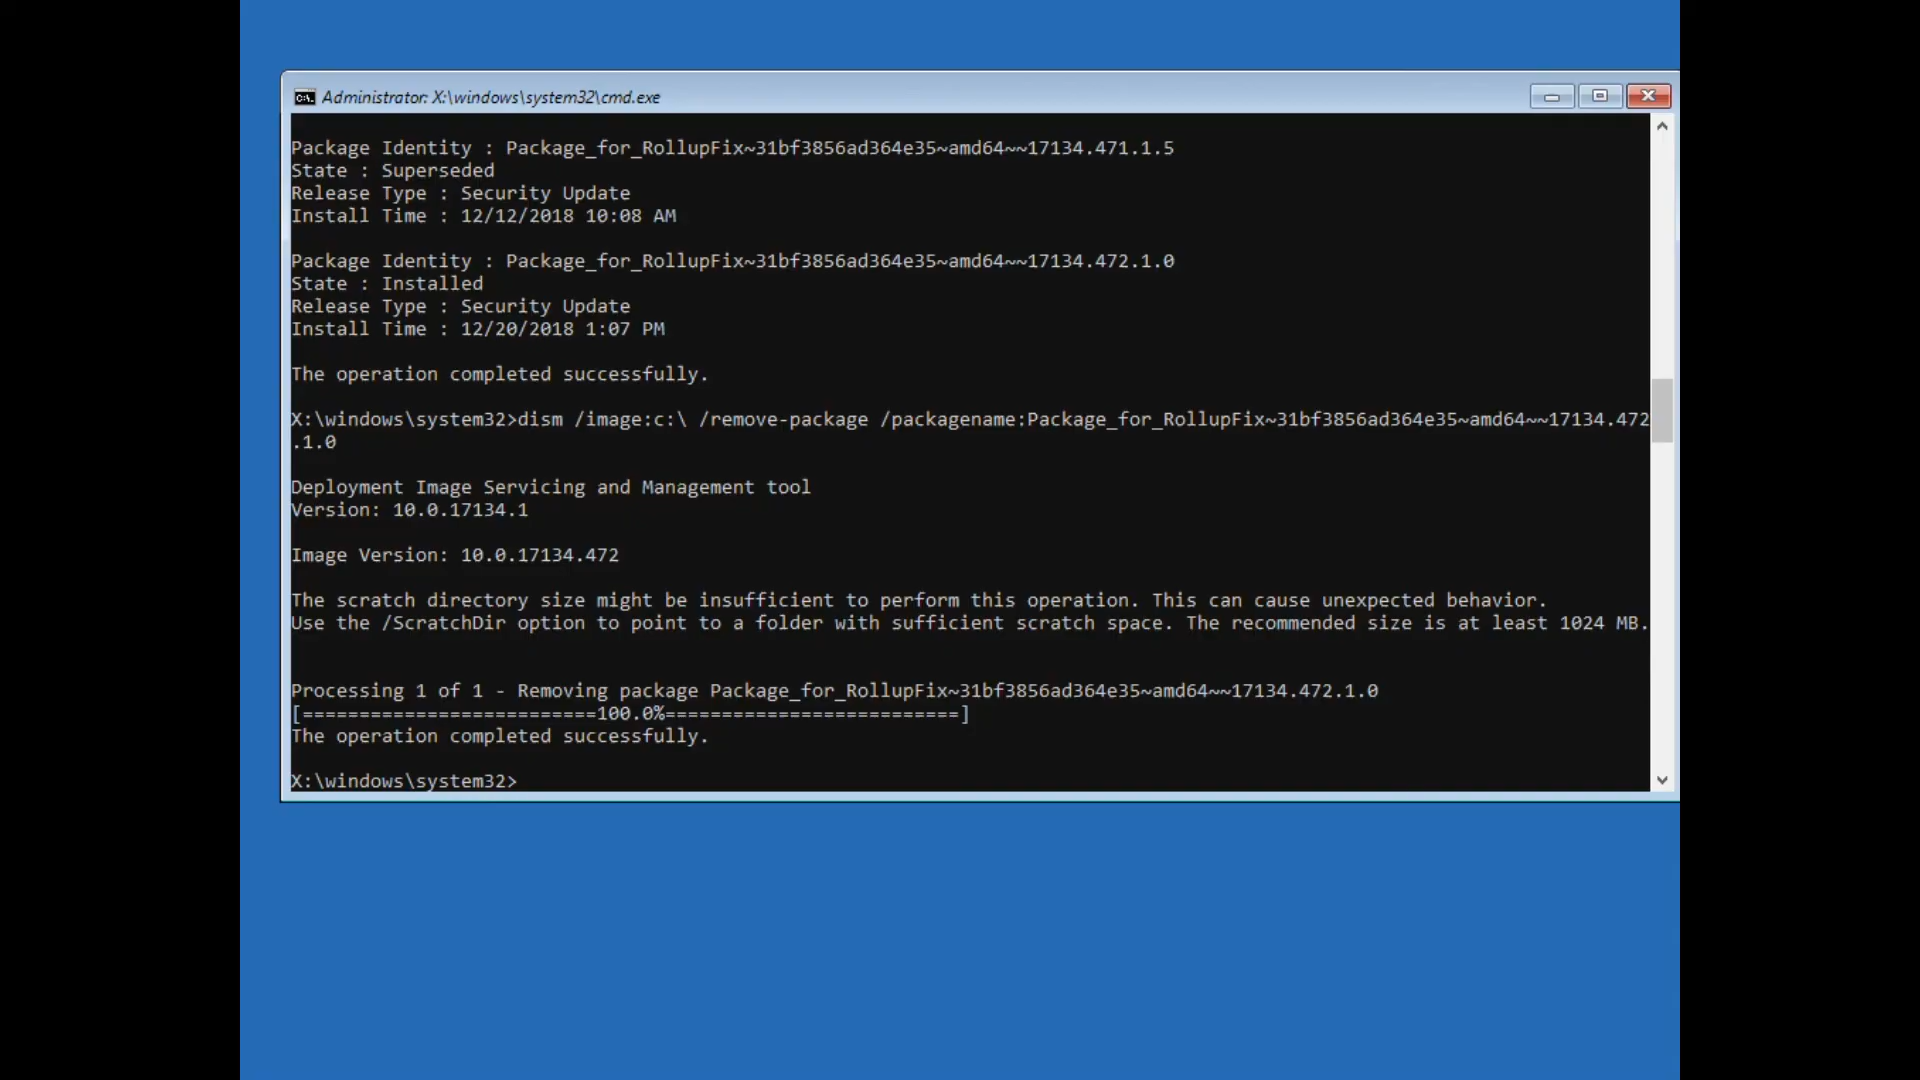 Administrator: X:\windows\system32\cmd.exe
Package Identity : Package_for_RollupFix~31bf3856ad364e35~amd64~~17134.471.1.5
State : Superseded
Release Type : Security Update
Install Time : 12/12/2018 10:08 AM
Package Identity : Package_for_RollupFix~31bf3856ad364e35~amd64~~17134.472.1.0
State : Installed
Release Type : Security Update
Install Time : 12/20/2018 1:07 PM
The operation completed successfully.
X:\windows\system32>dism /image:c:\ /remove-package /packagename:Package_for_RollupFix~31bf3856ad364e35~amd64~~17134.472
.1.0
Deployment Image Servicing and Management tool
Version: 10.0.17134.1
Image Version: 10.0.17134.472
The scratch directory size might be insufficient to perform this operation. This can cause unexpected behavior.
Use the /ScratchDir option to point to a folder with sufficient scratch space. The recommended size is at least 1024 MB.
Processing 1 of 1 - Removing package Package_for_RollupFix~31bf3856ad364e35~amd64~~17134.472.1.0
[==========================100.0%==========================]
The operation completed successfully.
X:\windows\system32>